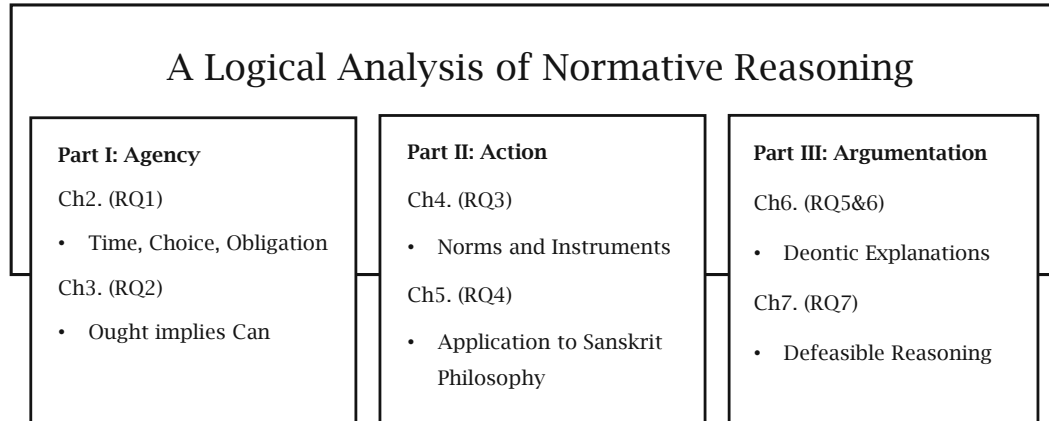 A Logical Analysis of Normative Reasoning
Part I: Agency
Ch2. (RQ1)
• Time, Choice, Obligation
Ch3. (RQ2)
• Ought implies Can
Part II: Action
Ch4. (RQ3)
• Norms and Instruments
Ch5. (RQ4)
• Application to Sanskrit
Philosophy
Part III: Argumentation
Ch6. (RQ5&6)
• Deontic Explanations
Ch7. (RQ7)
• Defeasible Reasoning